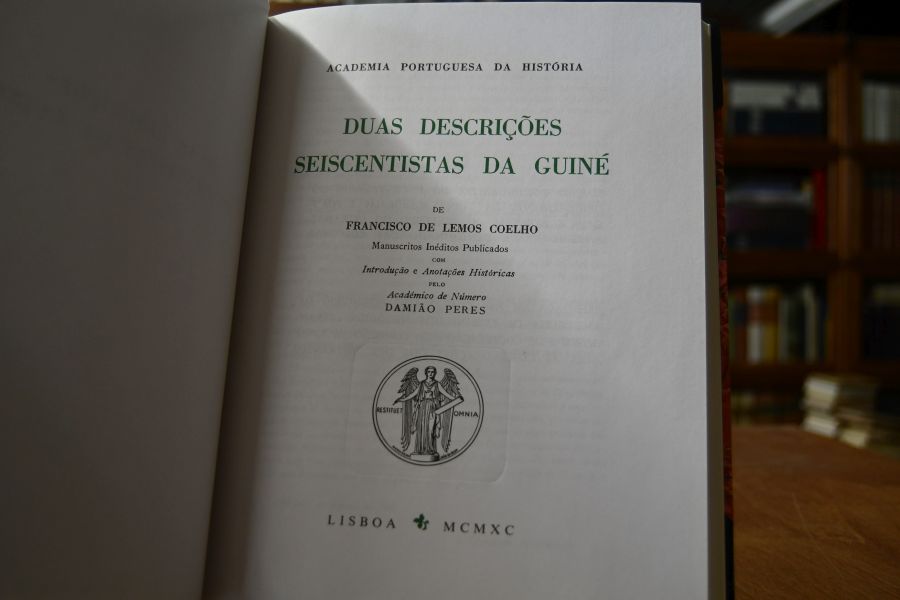 ACADEMIA PORTUGUESA DA HISTÓRIA
DUAS DESCRIÇÕES
SEISCENTISTAS DA GUINÉ
DE
FRANCISCO DE LEMOS COELHO
Manuscritos Inéditos Publicados
COM
Introdução e Anotações Históricas
PELO
Académico de Número
DAMIÃO PERES
RESTITUET OMNIA
LISBOA MCMXC